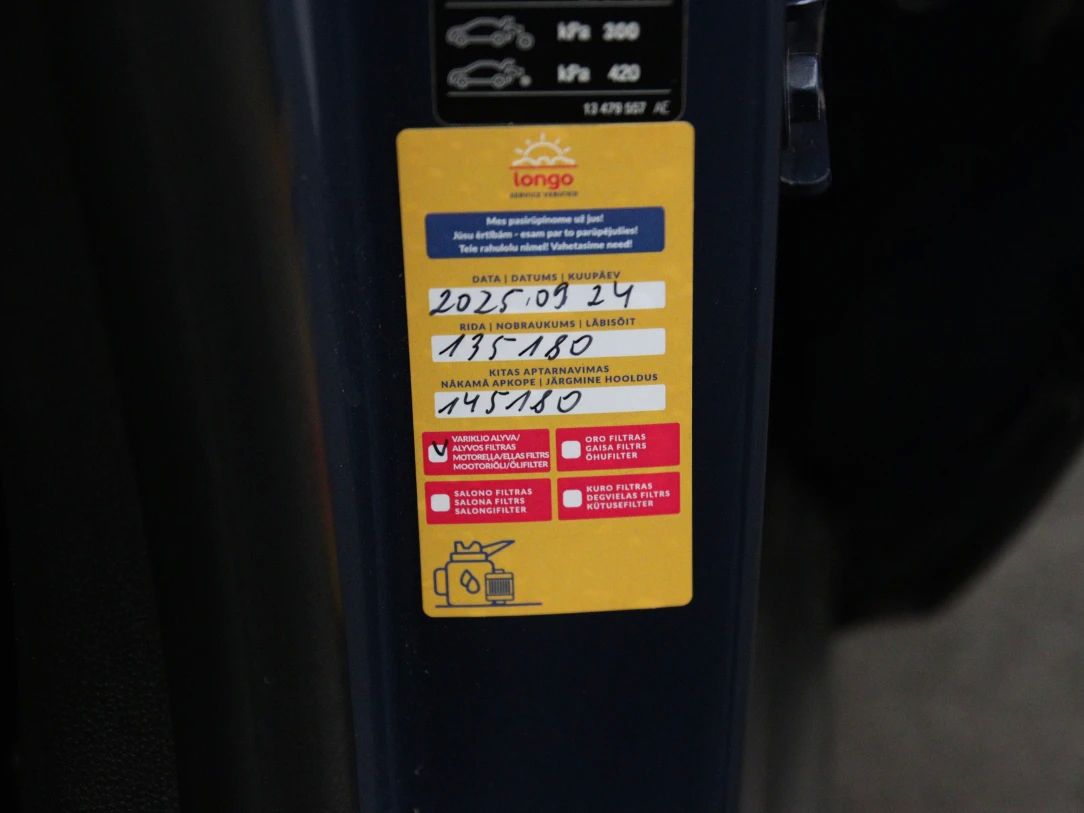 kPa 300
kPa 420
13 479 557 AE
longo
SERVICE VERIFIED
Mes pasirūpinome už jus!
Jūsu ērtībām - esam par to parūpējušies!
Teie rahulolu nimel! Vahetasime need!
DATA | DATUMS | KUUPÄEV
2025.09 24
RIDA | NOBRAUKUMS | LÄBISÕIT
135180
KITAS APTARNAVIMAS
NĀKAMĀ APKOPE | JÄRGMINE HOOLDUS
145180
V
VARIKLIO ALYVA/
ALYVOS FILTRAS
MOTOREĻĻA/EĻĻAS FILTRS
MOOTORIÕLI/ÕLIFILTER
ORO FILTRAS
GAISA FILTRS
ÕHUFILTER
SALONO FILTRAS
SALONA FILTRS
SALONGIFILTER
KURO FILTRAS
DEGVIELAS FILTRS
KÜTUSEFILTER